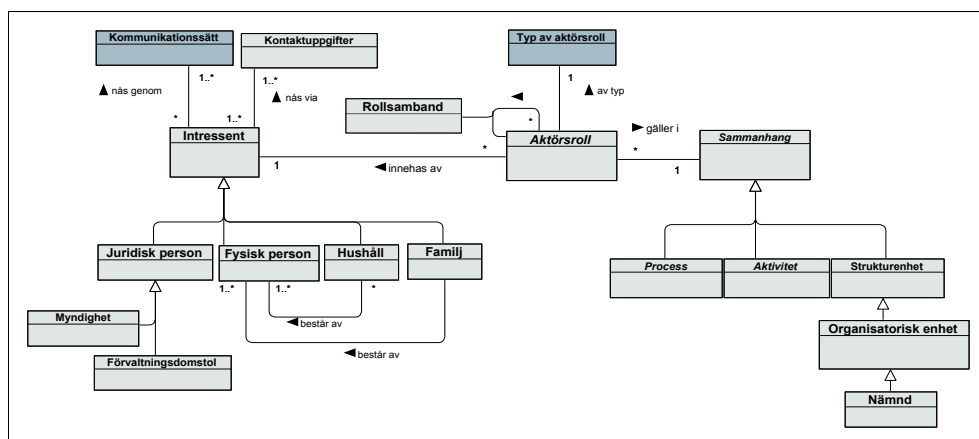 Kommunikationssätt
Kontaktuppgifter
Typ av aktörsroll
1..*
1..*
1
nås genom
nås via
av typ
Rollsamband
*
gäller i
*
1..*
Intressent
Aktörsroll
Sammanhang
*
*
1
innehas av
1
Juridisk person
Fysisk person
Hushåll
Familj
Process
Aktivitet
Strukturenhet
1..*
1..*
*
Myndighet
består av
Organisatorisk enhet
består av
Förvaltningsdomstol
Nämnd